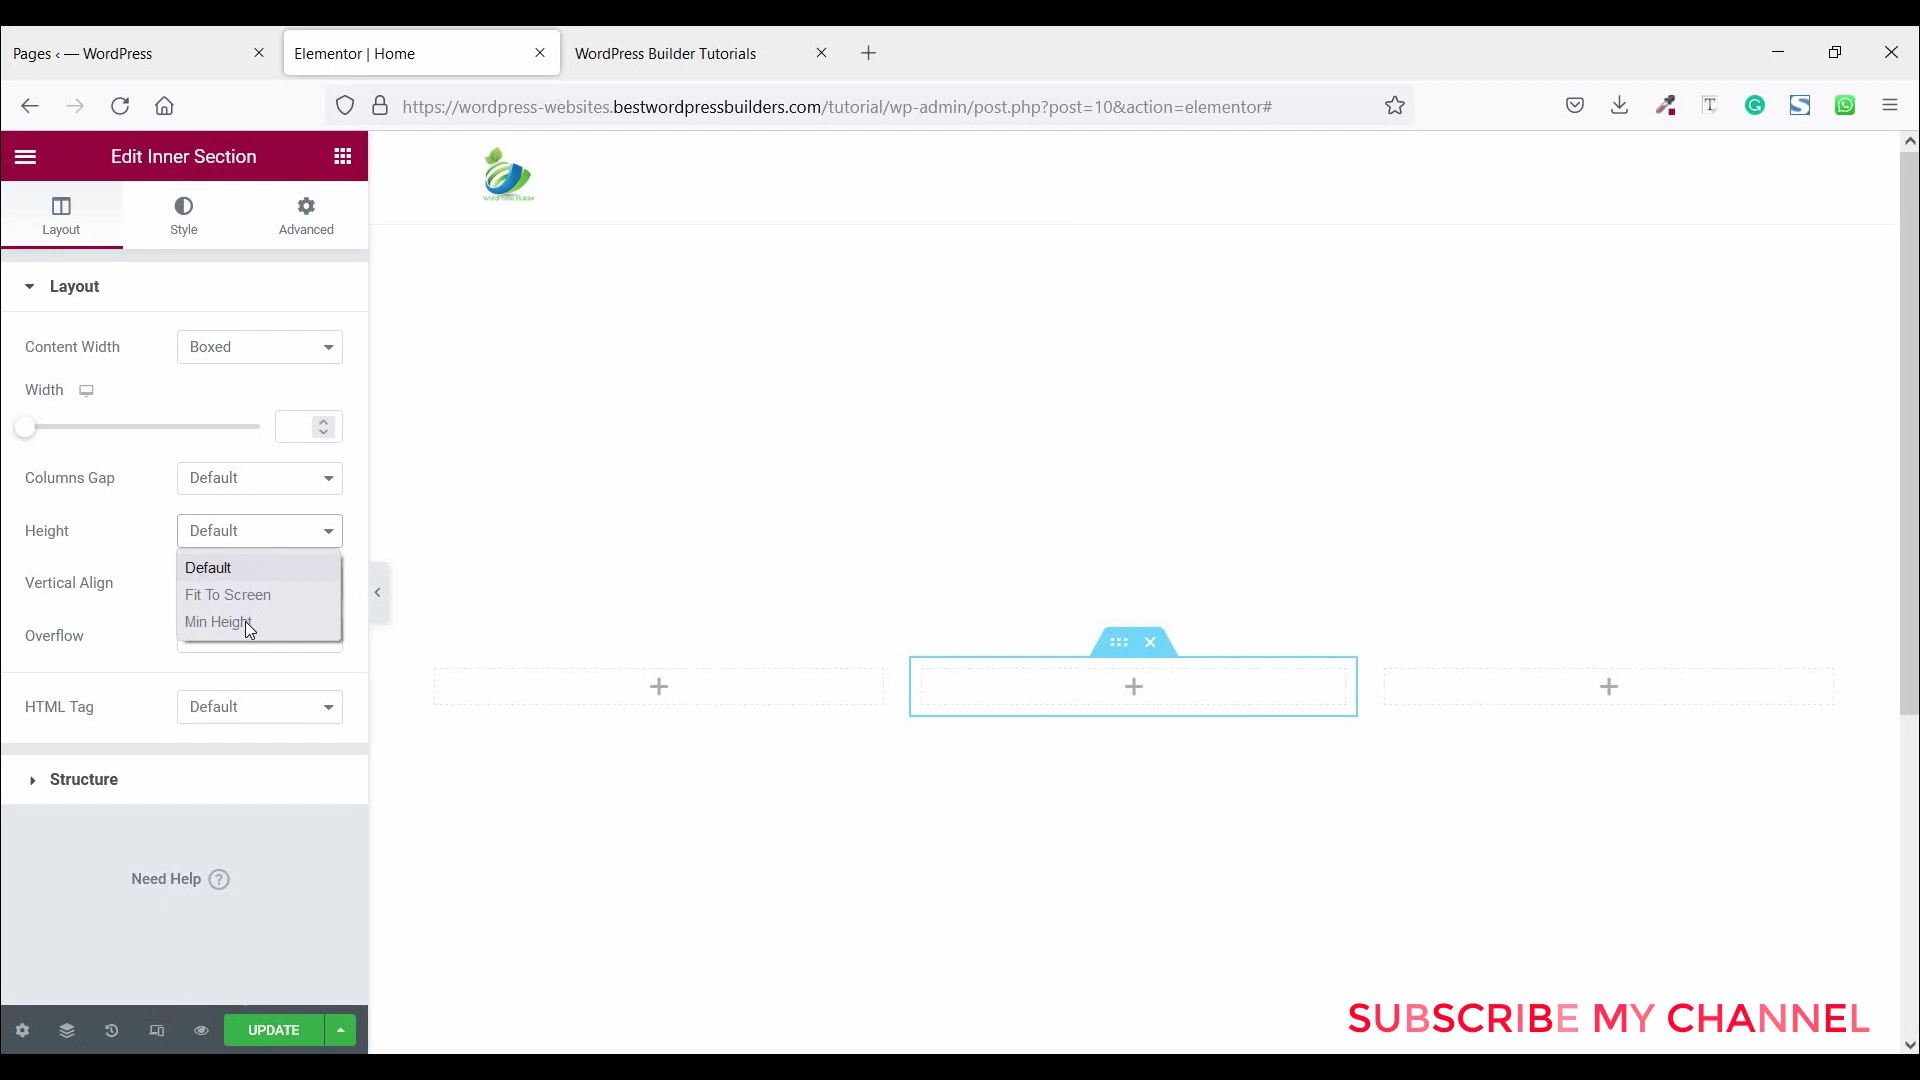 Pages ‹ — WordPress
Elementor | Home
WordPress Builder Tutorials
https://wordpress-websites.bestwordpressbuilders.com/tutorial/wp-admin/post.php?post=10&action=elementor#
Edit Inner Section
WordPress Builder
Layout
Style
Advanced
Layout
Content Width
Boxed
Width
Columns Gap
Default
Height
Default
Default
Fit To Screen
Min Height
Vertical Align
Overflow
HTML Tag
Default
Structure
Need Help ?
UPDATE
SUBSCRIBE MY CHANNEL